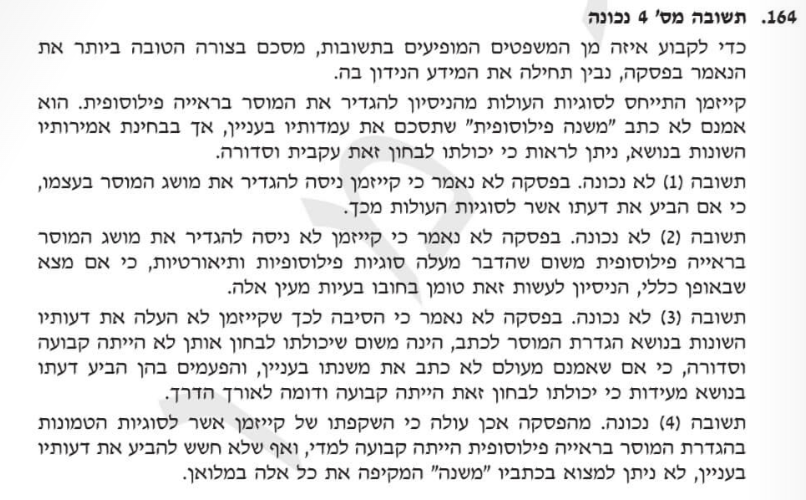 164. תשובה מס' 4 נכונה
כדי לקבוע איזה מן המשפטים המופיעים בתשובות, מסכם בצורה הטובה ביותר את
הנאמר בפסקה, נבין תחילה את המידע הנידון בה.
קייזמן התייחס לסוגיות העולות מהניסיון להגדיר את המוסר בראייה פילוסופית. הוא
אמנם לא כתב "משנה פילוסופית" שתסכם את עמדותיו בעניין, אך בבחינת אמירותיו
השונות בנושא, ניתן לראות כי יכולתו לבחון זאת עקבית וסדורה.
תשובה (1) לא נכונה. בפסקה לא נאמר כי קייזמן ניסה להגדיר את מושג המוסר בעצמו,
כי אם הביע את דעתו אשר לסוגיות העולות מכך.
תשובה (2) לא נכונה. בפסקה לא נאמר כי קייזמן לא ניסה להגדיר את מושג המוסר
בראייה פילוסופית משום שהדבר מעלה סוגיות פילוסופיות ותיאורטיות, כי אם מצא
שבאופן כללי, הניסיון לעשות זאת טומן בחובו בעיות מעין אלה.
תשובה (3) לא נכונה. בפסקה לא נאמר כי הסיבה לכך שקייזמן לא העלה את דעותיו
השונות בנושא הגדרת המוסר לכתב, הינה משום שיכולתו לבחון אותן לא הייתה קבועה
וסדורה, כי אם שאמנם מעולם לא כתב את משנתו בעניין, והפעמים בהן הביע דעתו
בנושא מעידות כי יכולתו לבחון זאת הייתה קבועה ודומה לאורך הדרך.
תשובה (4) נכונה. מהפסקה אכן עולה כי השקפתו של קייזמן אשר לסוגיות הטמונות
בהגדרת המוסר בראייה פילוסופית הייתה קבועה למדי, ואף שלא חשש להביע את דעותיו
בעניין, לא ניתן למצוא בכתביו "משנה" המקיפה את כל אלה במלואן.